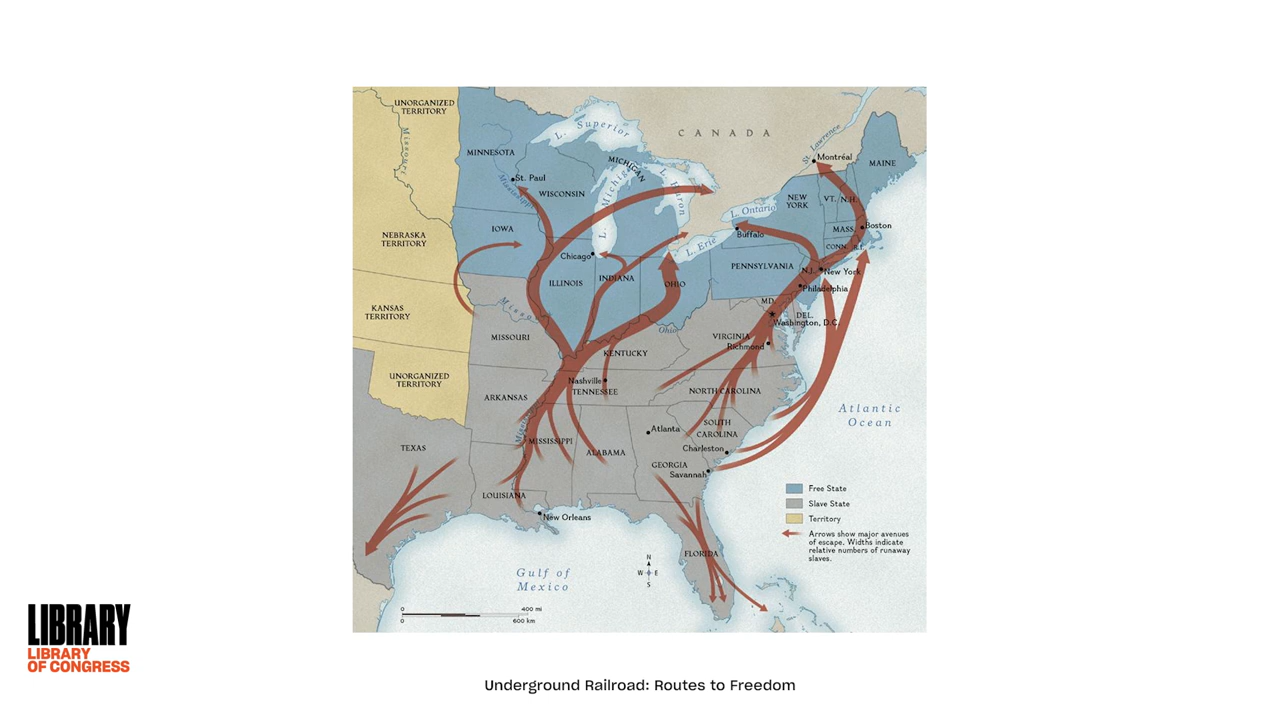 UNORGANIZED
TERRITORY
Missouri
MINNESOTA
St. Paul
Mississippi
L. Superior
CANADA
MICHIGAN
WISCONSIN
L. Michigan
L. Huron
St. Lawrence
Montréal
MAINE
NEW
YORK
VT.
N.H.
L. Ontario
Buffalo
MASS.
Boston
CONN.
R.I.
NEBRASKA
TERRITORY
IOWA
Chicago
L. Erie
ILLINOIS
INDIANA
OHIO
PENNSYLVANIA
N.J.
New York
Philadelphia
KANSAS
TERRITORY
MISSOURI
Ohio
MD.
DEL.
Washington, D.C.
VIRGINIA
Richmond
KENTUCKY
UNORGANIZED
TERRITORY
Nashville
TENNESSEE
NORTH CAROLINA
ARKANSAS
SOUTH
CAROLINA
Atlantic
Ocean
Atlanta
Charleston
TEXAS
MISSISSIPPI
ALABAMA
GEORGIA
Savannah
LOUISIANA
New Orleans
FLORIDA
Gulf of
Mexico
N
W E
S
0 400 mi
0 600 km
Free State
Slave State
Territory
Arrows show major avenues
of escape. Widths indicate
relative numbers of runaway
slaves.
LIBRARY
LIBRARY
OF CONGRESS
Underground Railroad: Routes to Freedom